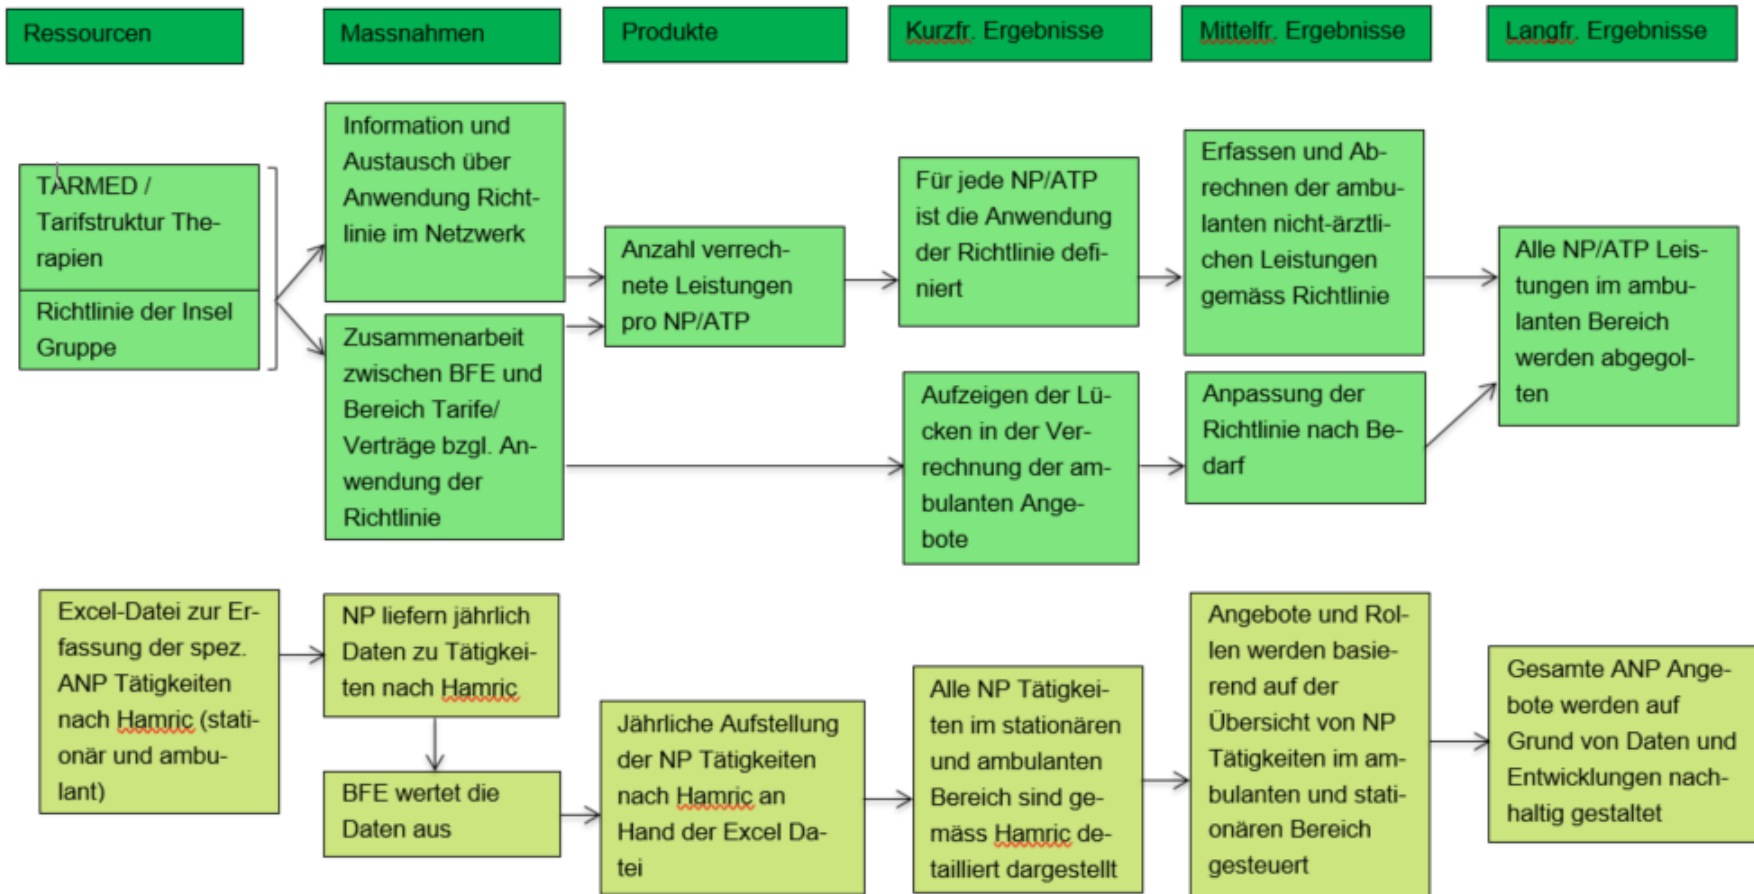 Ressourcen
Massnahmen
Produkte
Kurzfr. Ergebnisse
Mittelfr. Ergebnisse
Langfr. Ergebnisse
TARMED /
Tarifstruktur The-
rapien
Richtlinie der Insel
Gruppe
Information und
Austausch über
Anwendung Richt-
linie im Netzwerk
Zusammenarbeit
zwischen BFE und
Bereich Tarife/
Verträge bzgl. An-
wendung der
Richtlinie
Anzahl verrech-
nete Leistungen
pro NP/ATP
Für jede NP/ATP
ist die Anwendung
der Richtlinie defi-
niert
Aufzeigen der Lü-
cken in der Ver-
rechnung der am-
bulanten Ange-
bote
Erfassen und Ab-
rechnen der ambu-
lanten nicht-ärztli-
chen Leistungen
gemäss Richtlinie
Anpassung der
Richtlinie nach Be-
darf
Alle NP/ATP Leis-
tungen im ambu-
lanten Bereich
werden abgegol-
ten
Excel-Datei zur Er-
fassung der spez.
ANP Tätigkeiten
nach Hamric (stati-
onär und ambu-
lant)
NP liefern jährlich
Daten zu Tätigkei-
ten nach Hamric
BFE wertet die
Daten aus
Jährliche Aufstellung
der NP Tätigkeiten
nach Hamric an
Hand der Excel Da-
tei
Alle NP Tätigkei-
ten im stationären
und ambulanten
Bereich sind ge-
mäss Hamric de-
tailliert dargestellt
Angebote und Rol-
len werden basie-
rend auf der
Übersicht von NP
Tätigkeiten im am-
bulanten und stati-
onären Bereich
gesteuert
Gesamte ANP Ange-
bote werden auf
Grund von Daten und
Entwicklungen nach-
haltig gestaltet